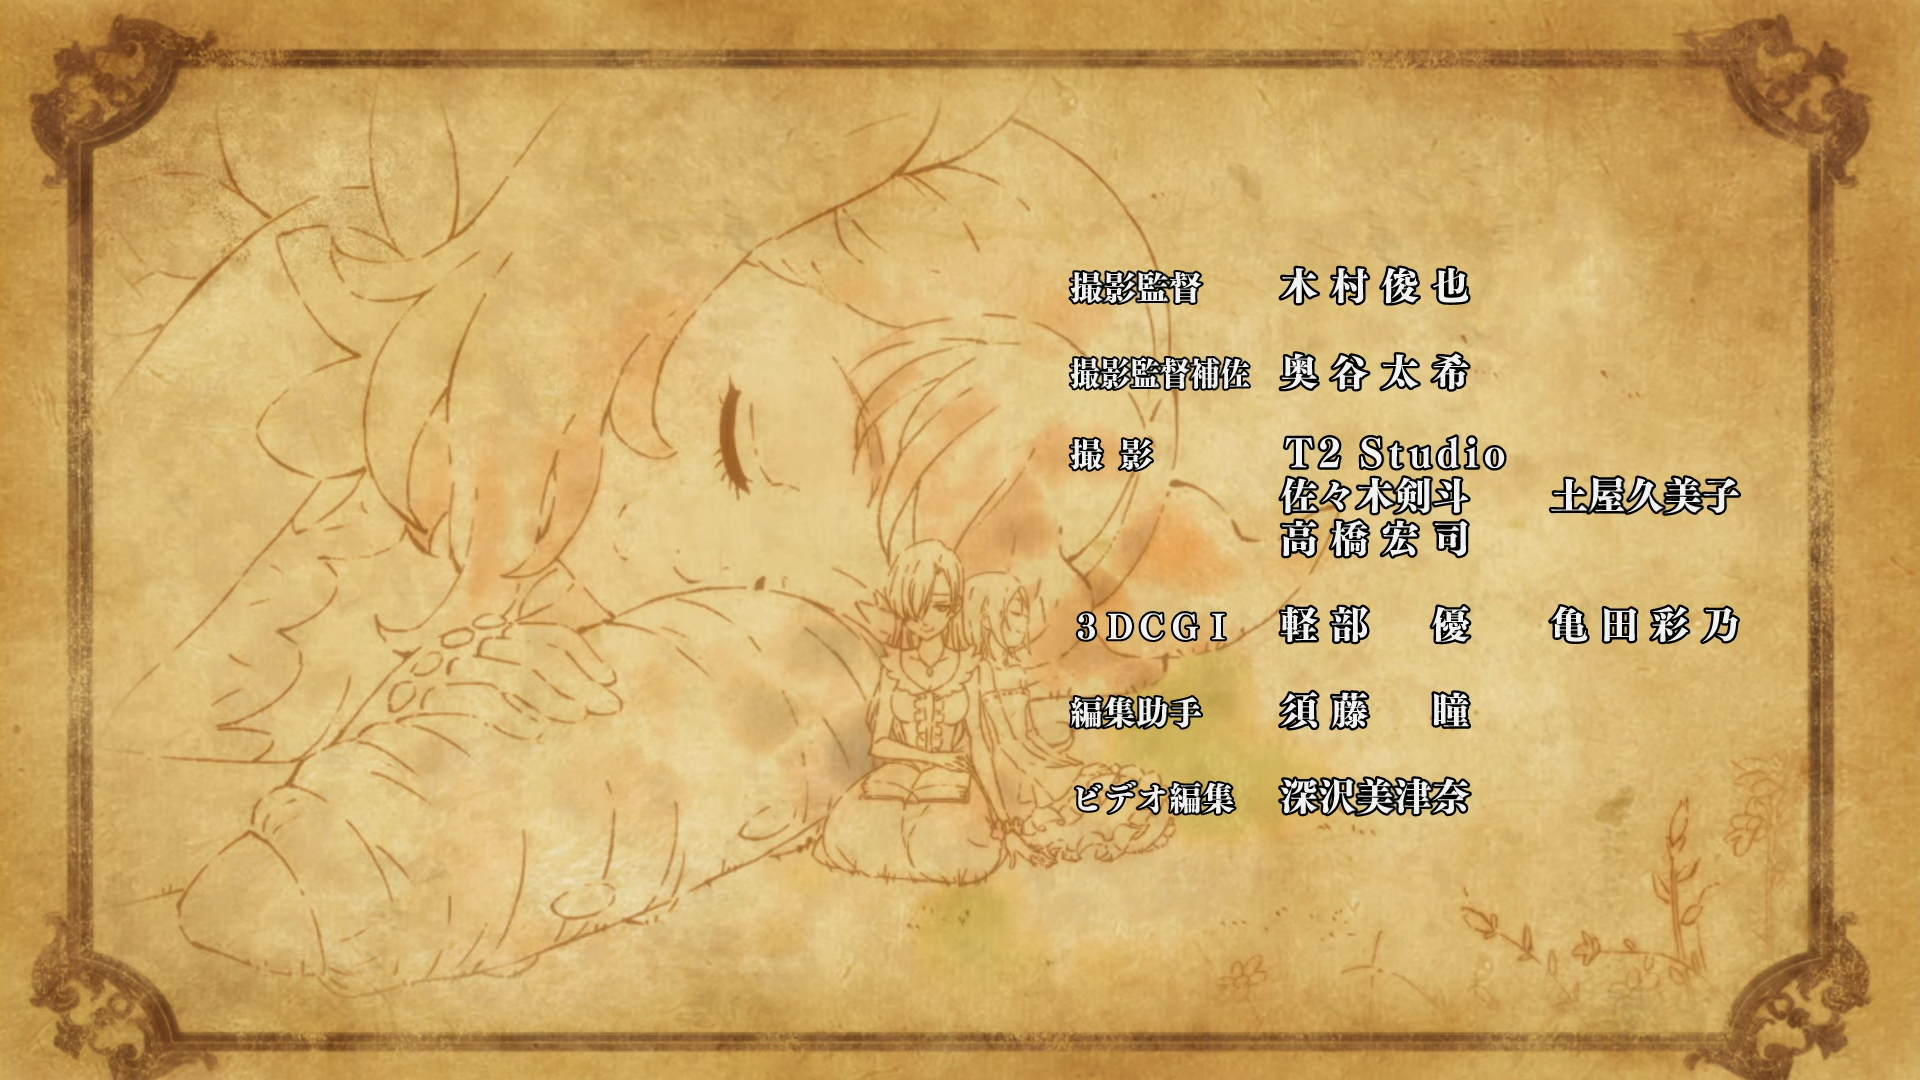 撮影監督 木村俊也
撮影監督補佐 奥谷太希
撮影 T2 Studio
佐々木剣斗 土屋久美子
高橋宏司
3DCGI 軽部 優 亀田彩乃
編集助手 須藤 瞳
ビデオ編集 深沢美津奈